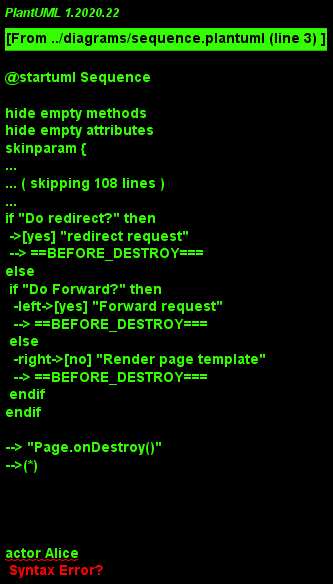 PlantUML 1.2020.22
[From ../diagrams/sequence.plantuml (line 3) ]
@startuml Sequence
hide empty methods
hide empty attributes
skinparam {
...
... ( skipping 108 lines )
...
if "Do redirect?" then
->[yes] "redirect request"
--> ==BEFORE_DESTROY===
else
if "Do Forward?" then
-left->[yes] "Forward request"
--> ==BEFORE_DESTROY===
else
-right->[no] "Render page template"
--> ==BEFORE_DESTROY===
endif
endif
--> "Page.onDestroy()"
-->(*)
actor Alice
Syntax Error?